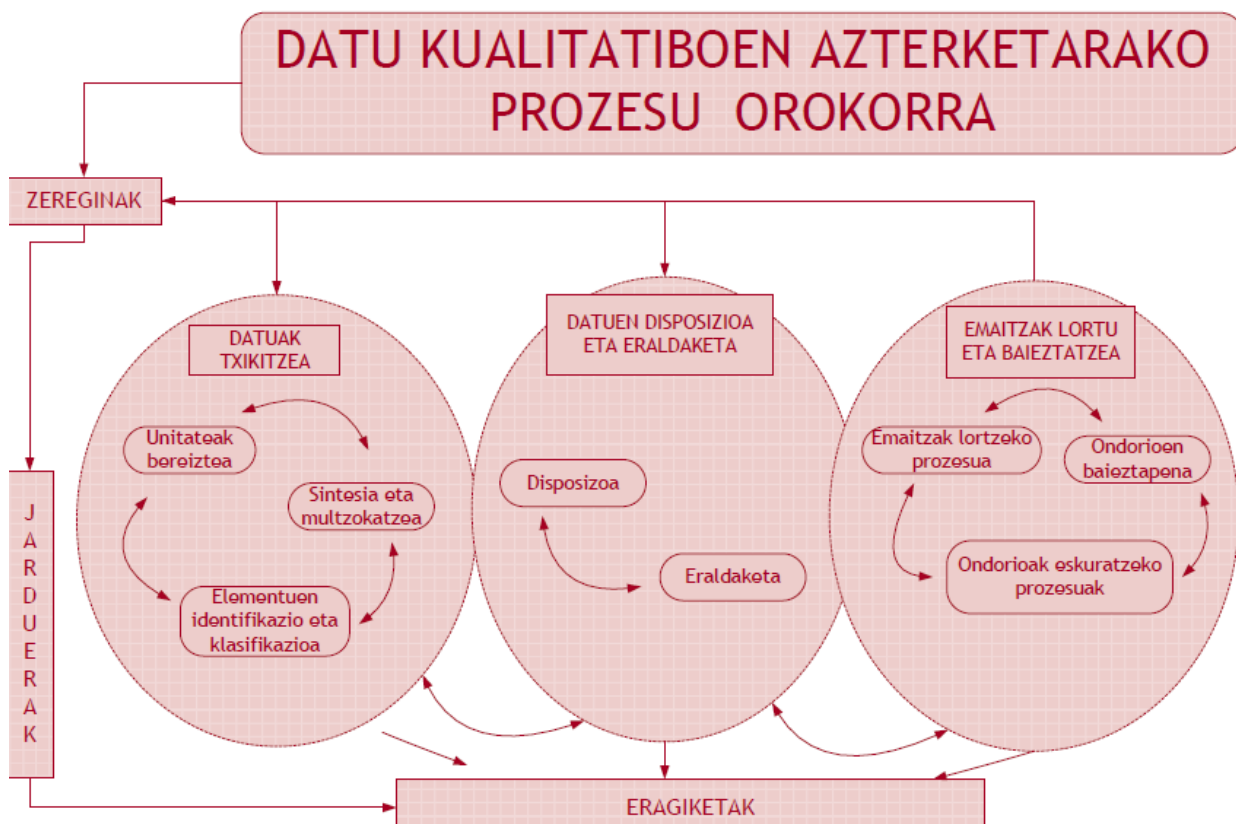 DATU KUALITATIBOEN AZTERKETARAKO
PROZESU OROKORRA
ZEREGINAK
DATUAK
TXIKITZEA
Unitateak
bereiztea
Sintesia eta
multzokatzea
Elementuen
identifikazio eta
klasifikazioa
DATUEN DISPOSIZIOA
ETA ERALDAKETA
Disposizoa
Eraldaketa
EMAITZAK LORTU
ETA BAIEZTATZEA
Emaitzak lortzeko
prozesua
Ondorioen
baieztapena
Ondorioak eskuratzeko
prozesuak
JARDUERAK
ERAGIKETAK